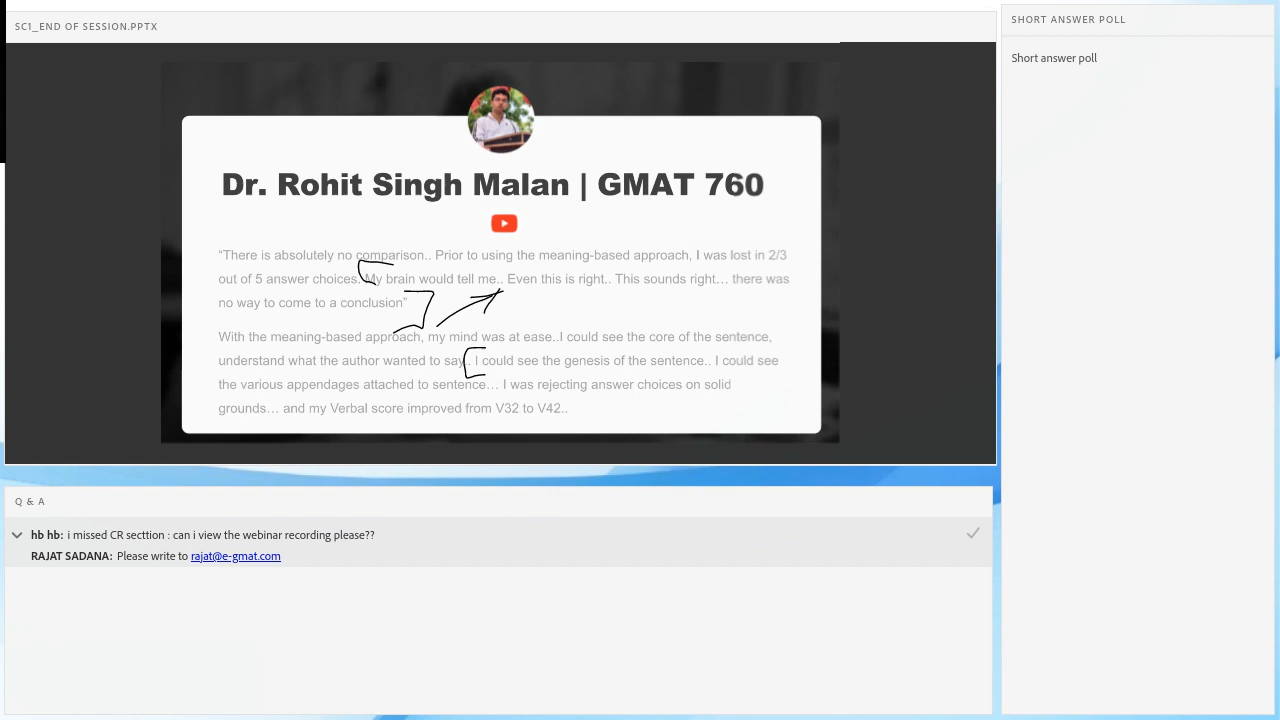 SC1_END OF SESSION.PPTX
Dr. Rohit Singh Malan | GMAT 760
“There is absolutely no comparison.. Prior to using the meaning-based approach, I was lost in 2/3
out of 5 answer choices. My brain would tell me.. Even this is right.. This sounds right... there was
no way to come to a conclusion”
With the meaning-based approach, my mind was at ease..I could see the core of the sentence,
understand what the author wanted to say.. I could see the genesis of the sentence.. I could see
the various appendages attached to sentence... I was rejecting answer choices on solid
grounds... and my Verbal score improved from V32 to V42..
Q & A
hb hb: i missed CR secttion : can i view the webinar recording please??
RAJAT SADANA: Please write to rajat@e-gmat.com
SHORT ANSWER POLL
Short answer poll